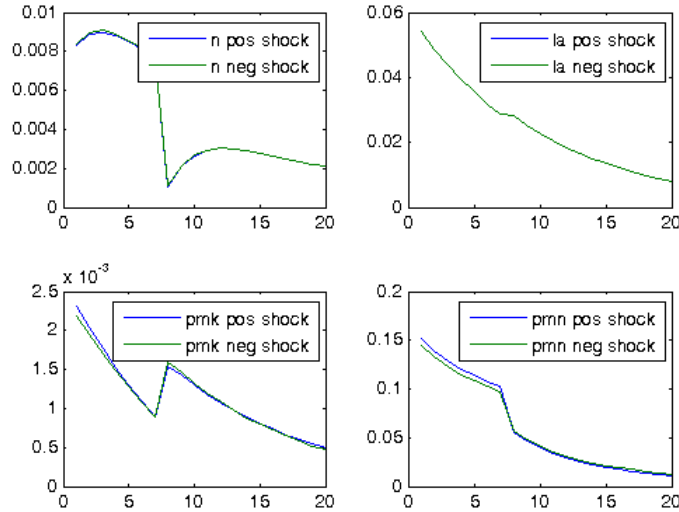 0.01
0.008
0.006
0.004
0.002
0
0 5 10 15 20
n pos shock
n neg shock
0.06
0.04
0.02
0
0 5 10 15 20
la pos shock
la neg shock
x 10-3
2.5
2
1.5
1
0.5
0
0 5 10 15 20
pmk pos shock
pmk neg shock
0.2
0.15
0.1
0.05
0
0 5 10 15 20
pmn pos shock
pmn neg shock